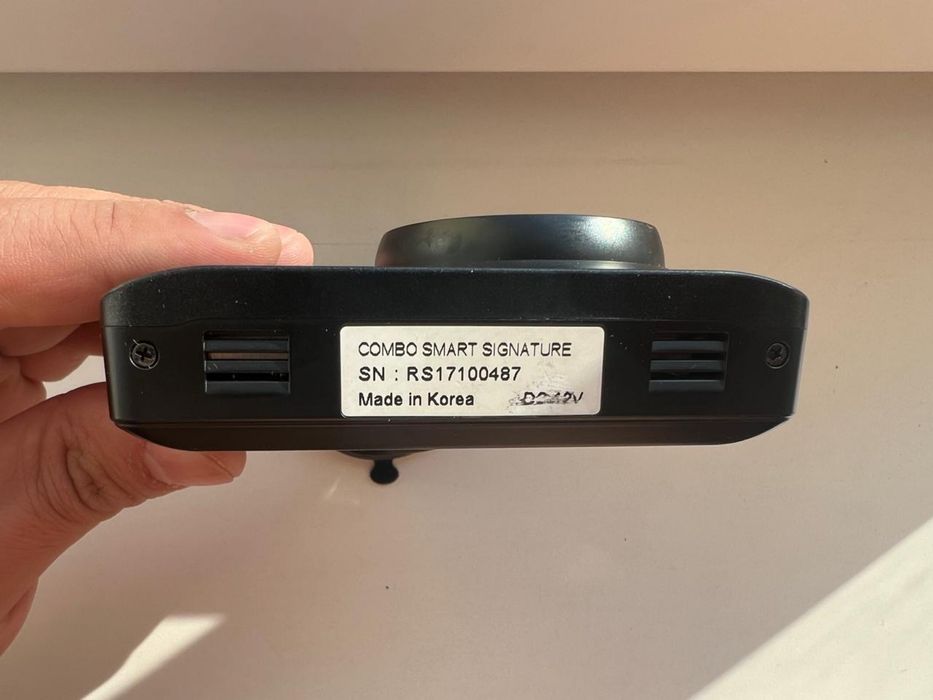 COMBO SMART SIGNATURE
SN : RS17100487
Made in Korea